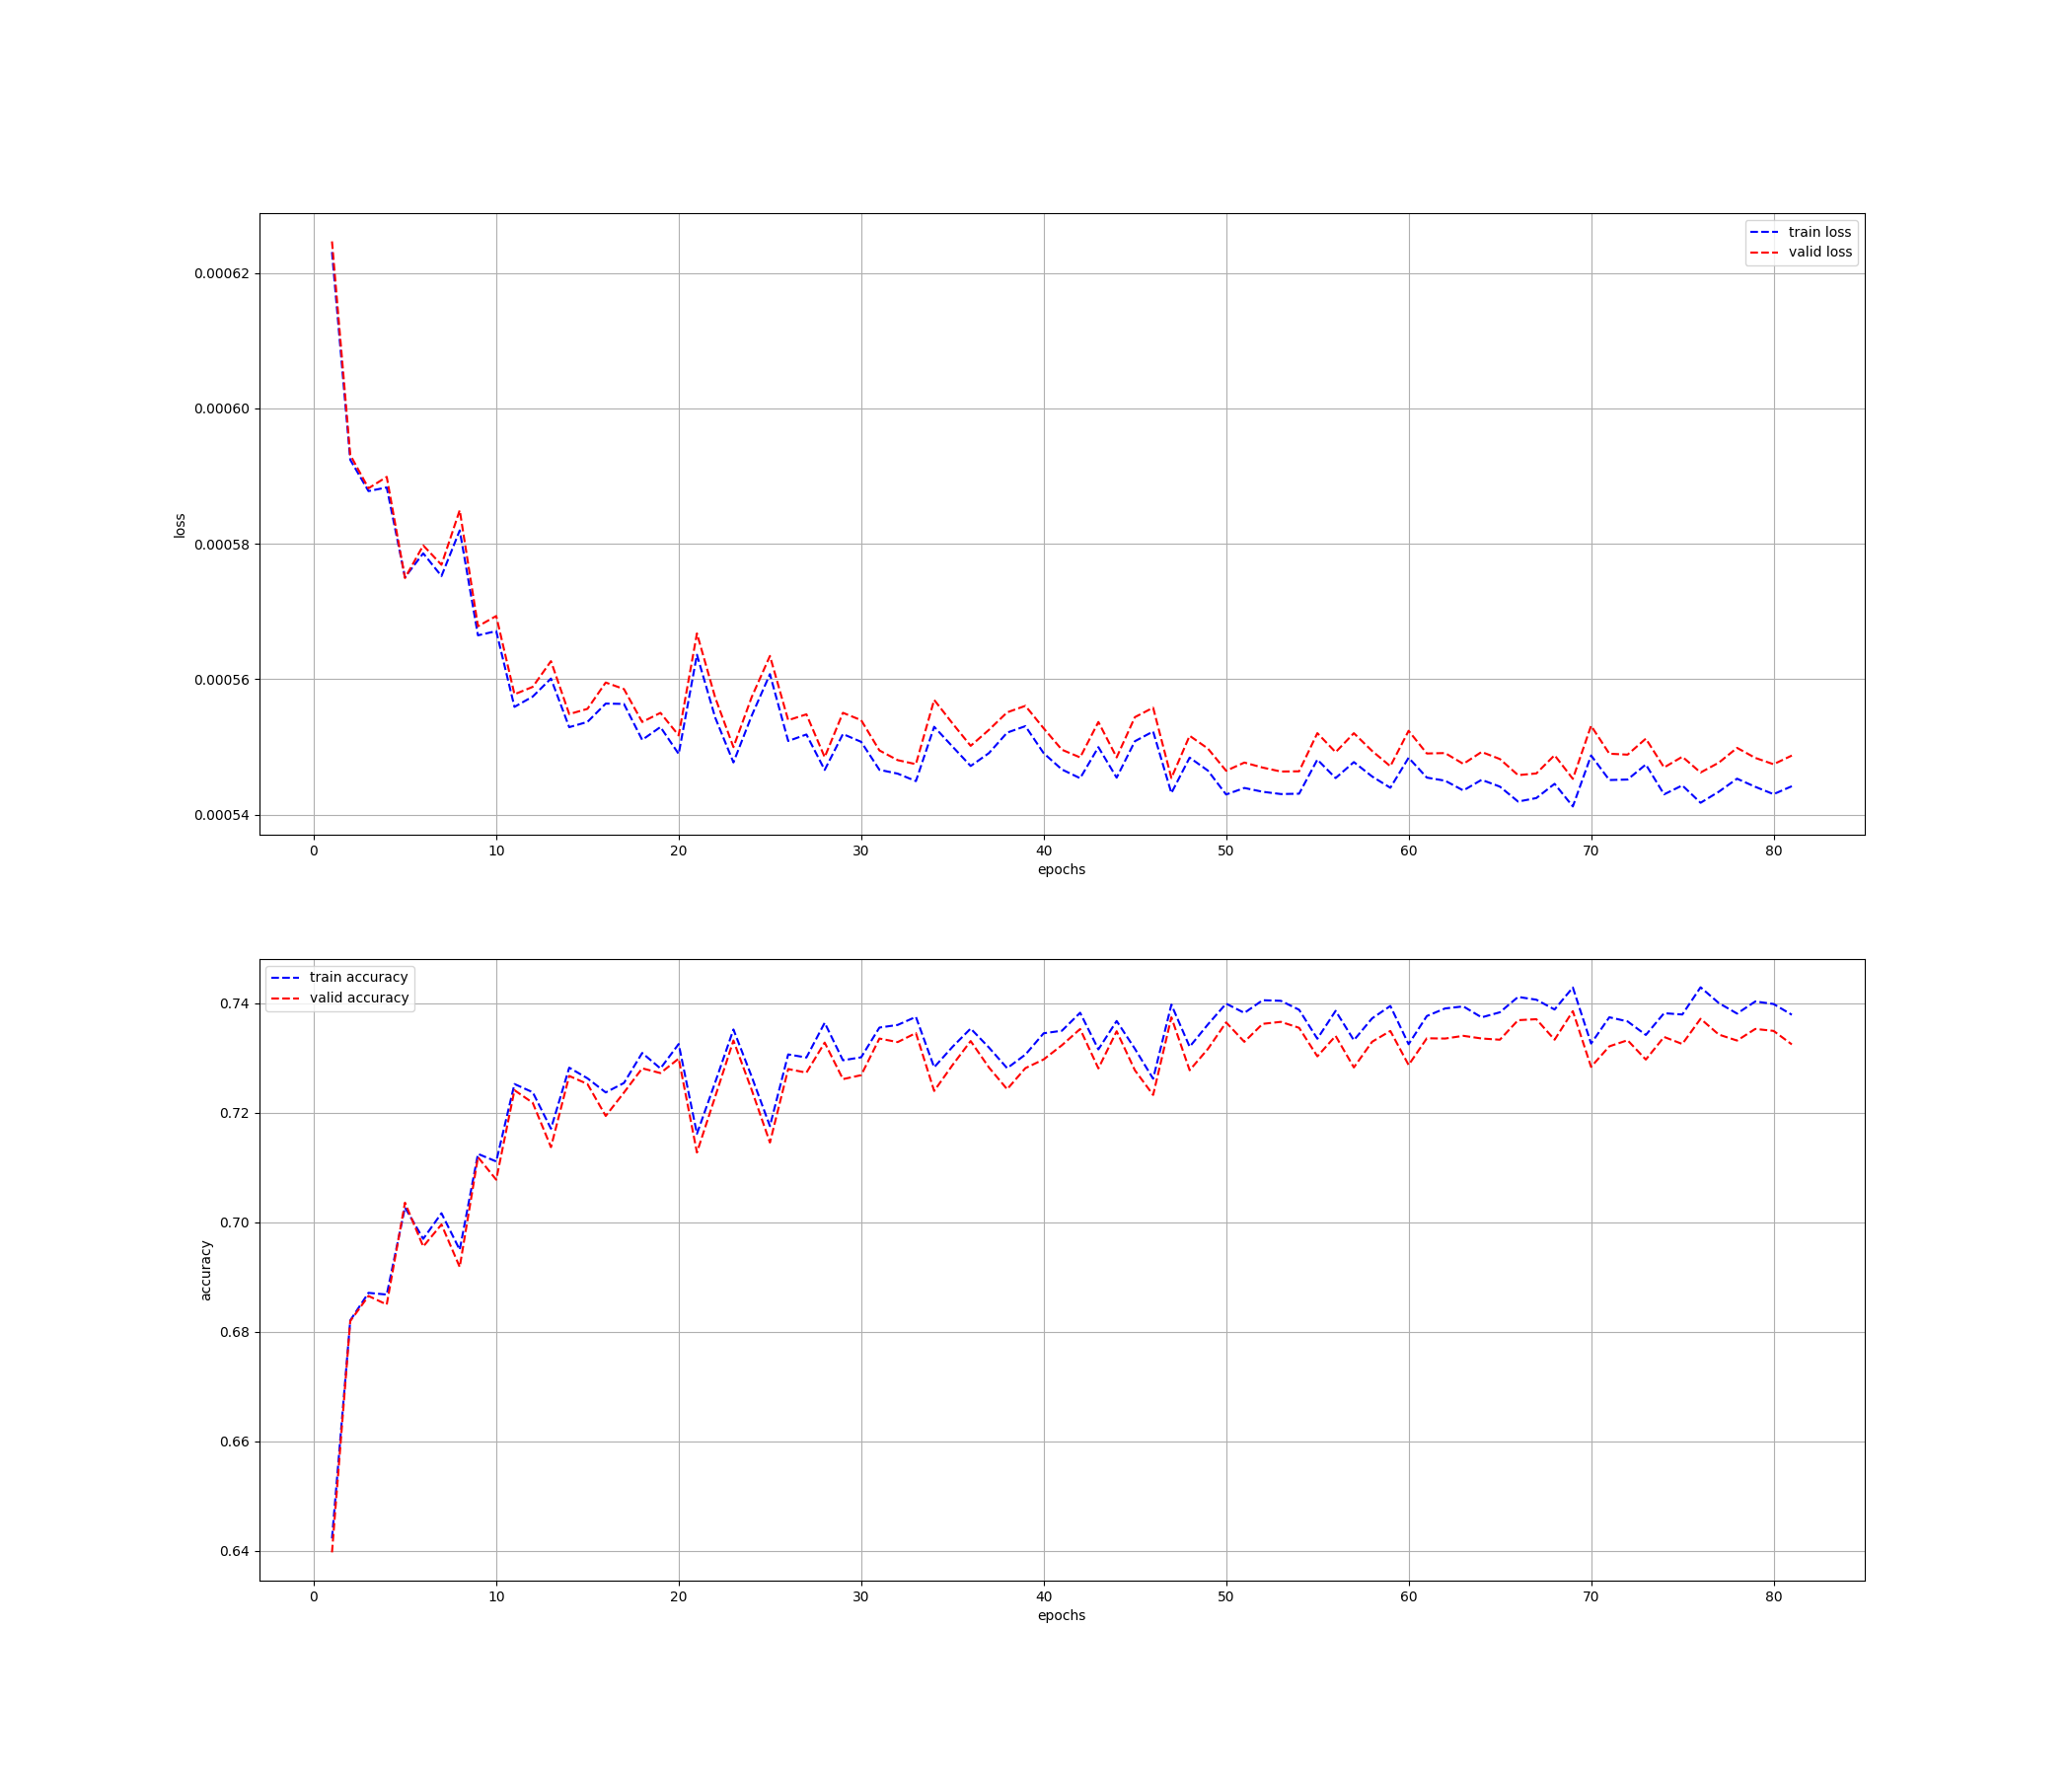 train loss
valid loss
0.00062
0.00060
0.00058
0.00056
0.00054
loss
0 10 20 30 40 50 60 70 80
epochs
train accuracy
valid accuracy
0.74
0.72
0.70
0.68
0.66
0.64
accuracy
0 10 20 30 40 50 60 70 80
epochs